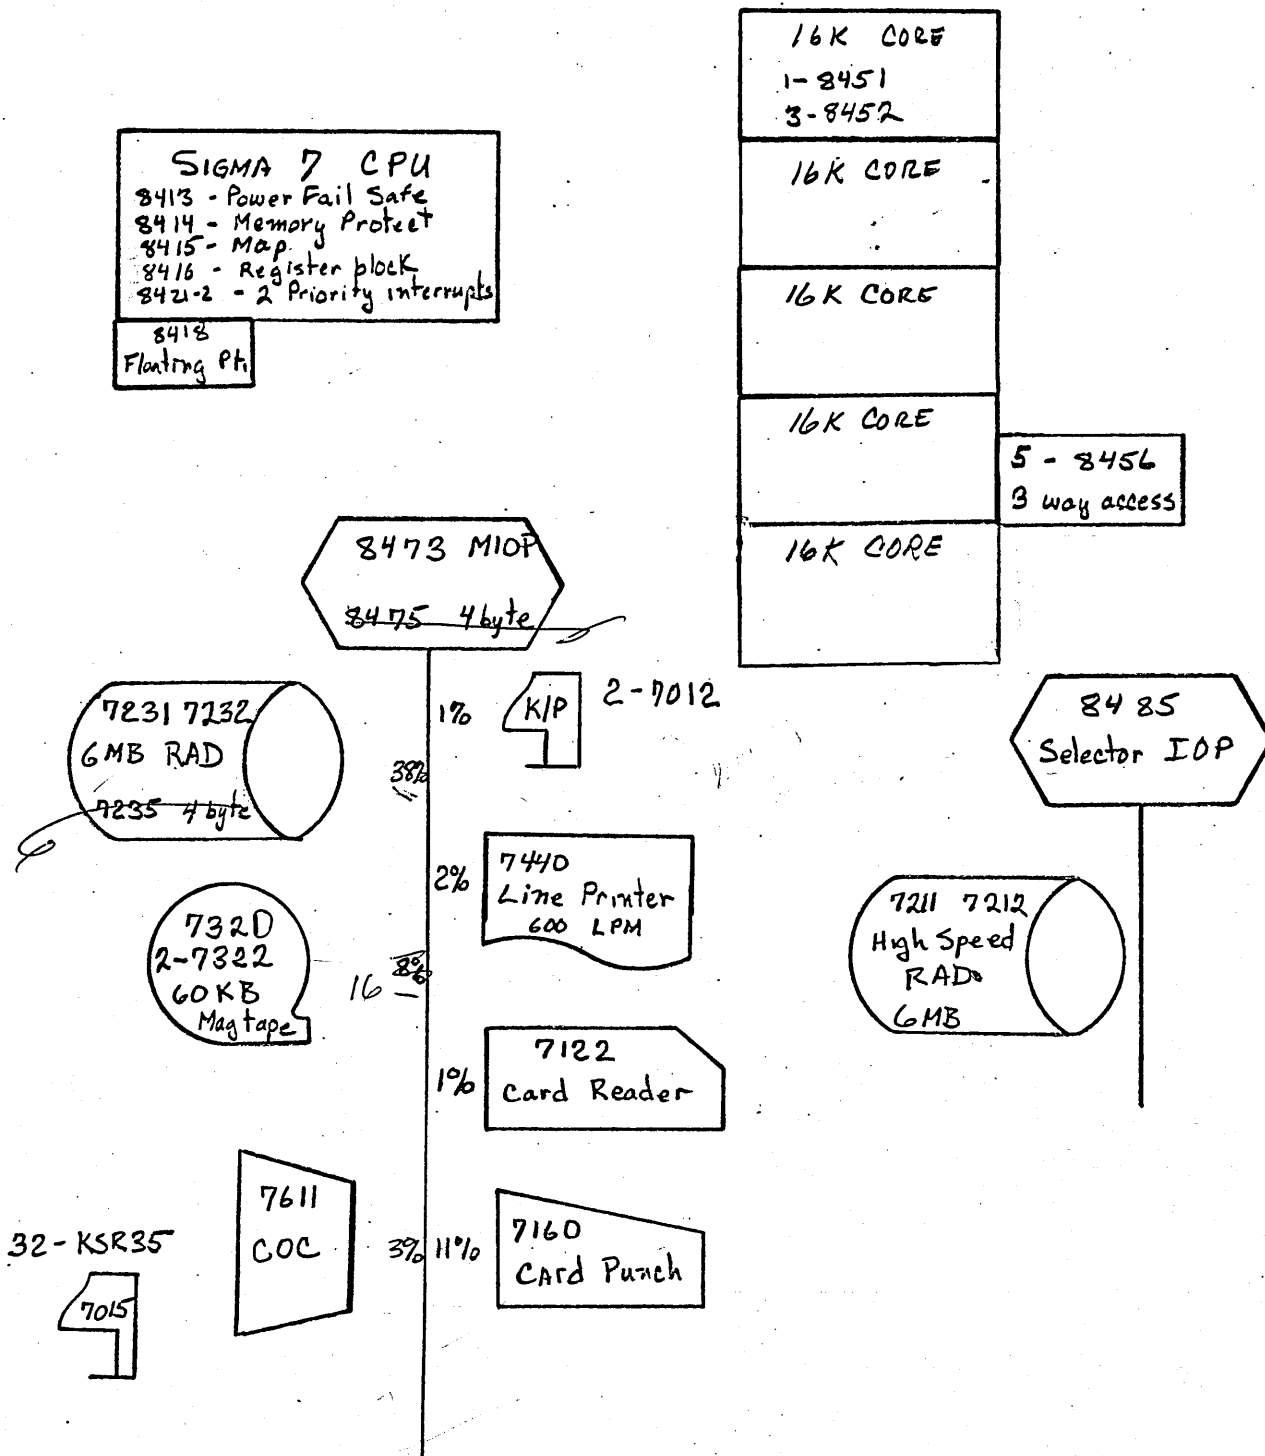 16K CORE
1-8451
3-8452
16K CORE
16K CORE
16K CORE
16K CORE
5 - 8456
3 way access
SIGMA 7 CPU
8413 - Power Fail Safe
8414 - Memory Protect
8415 - Map
8416 - Register block
8421-2 - 2 Priority interrupts
8418
Floating Pt.
8473 MIOP
8475 4 byte
7231 7232
6MB RAD
7235 4 byte
1%
K/P
2-7012
38%
2%
7440
Line Printer
600 LPM
7320
2-7322
60KB
Mag tape
16
8%
1%
7122
Card Reader
7611
COC
3%
11%
7160
CArd Punch
32-KSR35
7015
8485
Selector IOP
7211 7212
High Speed
RAD
6MB